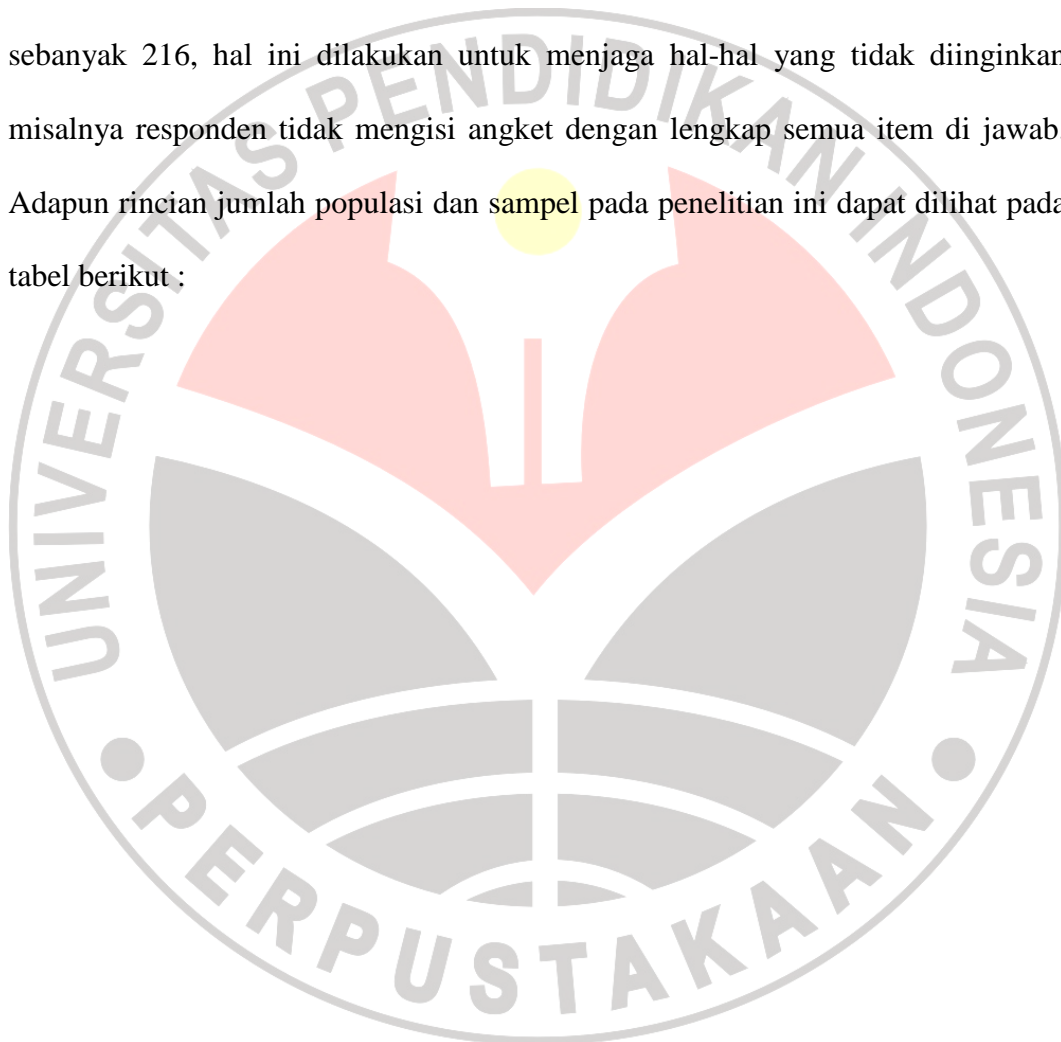 sebanyak 216, hal ini dilakukan untuk menjaga hal-hal yang tidak diinginkan
misalnya responden tidak mengisi angket dengan lengkap semua item di jawab
Adapun rincian jumlah populasi dan sampel pada penelitian ini dapat dilihat pada
tabel berikut :
UNIVERSITAS PENDIDIKAN INDONESIA
PERPUSTAKAAN